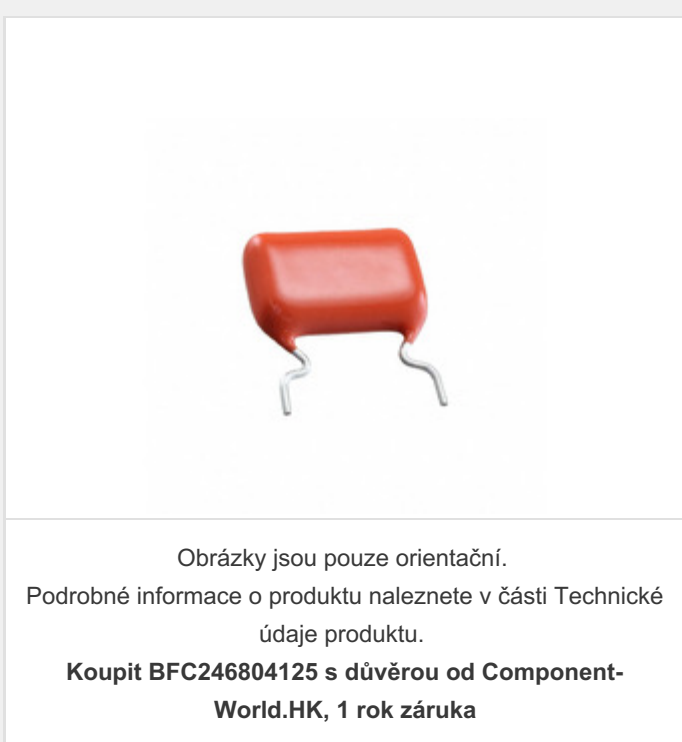 Obrázky jsou pouze orientační.
Podrobné informace o produktu naleznete v části Technické
údaje produktu.
Koupit BFC246804125 s důvěrou od Component-
World.HK, 1 rok záruka